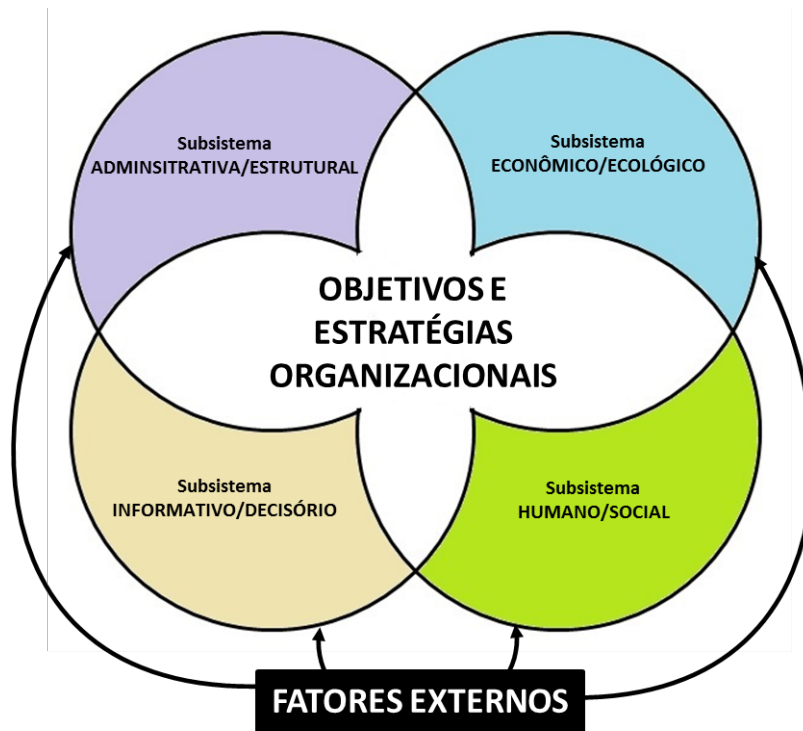 Subsistema
ADMINSITRATIVA/ESTRUTURAL
Subsistema
ECONÔMICO/ECOLÓGICO
OBJETIVOS E
ESTRATÉGIAS
ORGANIZACIONAIS
Subsistema
INFORMATIVO/DECISÓRIO
Subsistema
HUMANO/SOCIAL
FATORES EXTERNOS